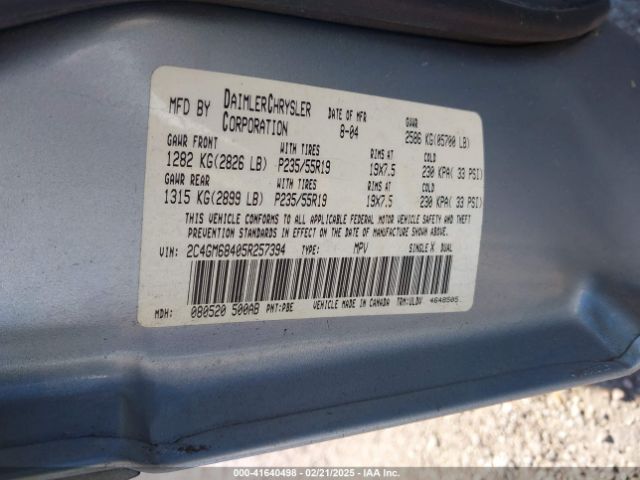 MFD BY DAIMLERCHRYSLER CORPORATION DATE OF MFR 8-04 GVWR 2586 KG(05700 LB)
GAWR FRONT WITH TIRES RIMS AT COLD
1282 KG(2826 LB) P235/55R19 19X7.5 230 KPA( 33 PSI)
GAWR REAR WITH TIRES RIMS AT COLD
1315 KG(2899 LB) P235/55R19 19X7.5 230 KPA( 33 PSI)
THIS VEHICLE CONFORMS TO ALL APPLICABLE FEDERAL MOTOR VEHICLE SAFETY AND THEFT
PREVENTION STANDARDS IN EFFECT ON THE DATE OF MANUFACTURE SHOWN ABOVE.
VIN: 2C4GM68405R257394 TYPE: MPV SINGLE X DUAL
MDH: 080520 500AB PNT:PBE VEHICLE MADE IN CANADA TRM:ULDV 4648505
000-41640498 - 02/21/2025 - IAA Inc.